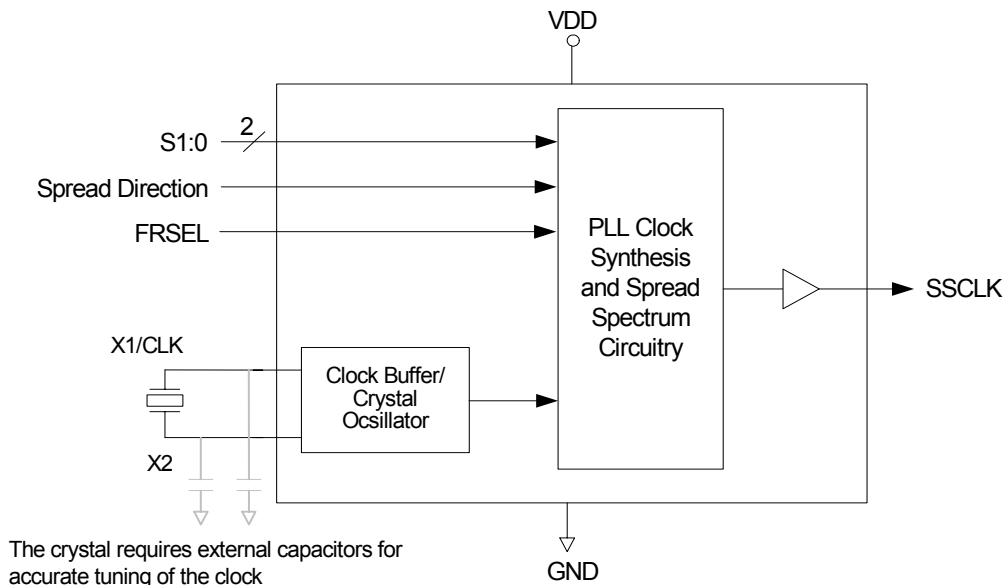 VDD
2
S1:0
Spread Direction
FRSEL
PLL Clock
Synthesis
and Spread
Spectrum
Circuitry
SSCLK
X1/CLK
Clock Buffer/
Crystal
Ocsillator
X2
The crystal requires external capacitors for
accurate tuning of the clock
GND